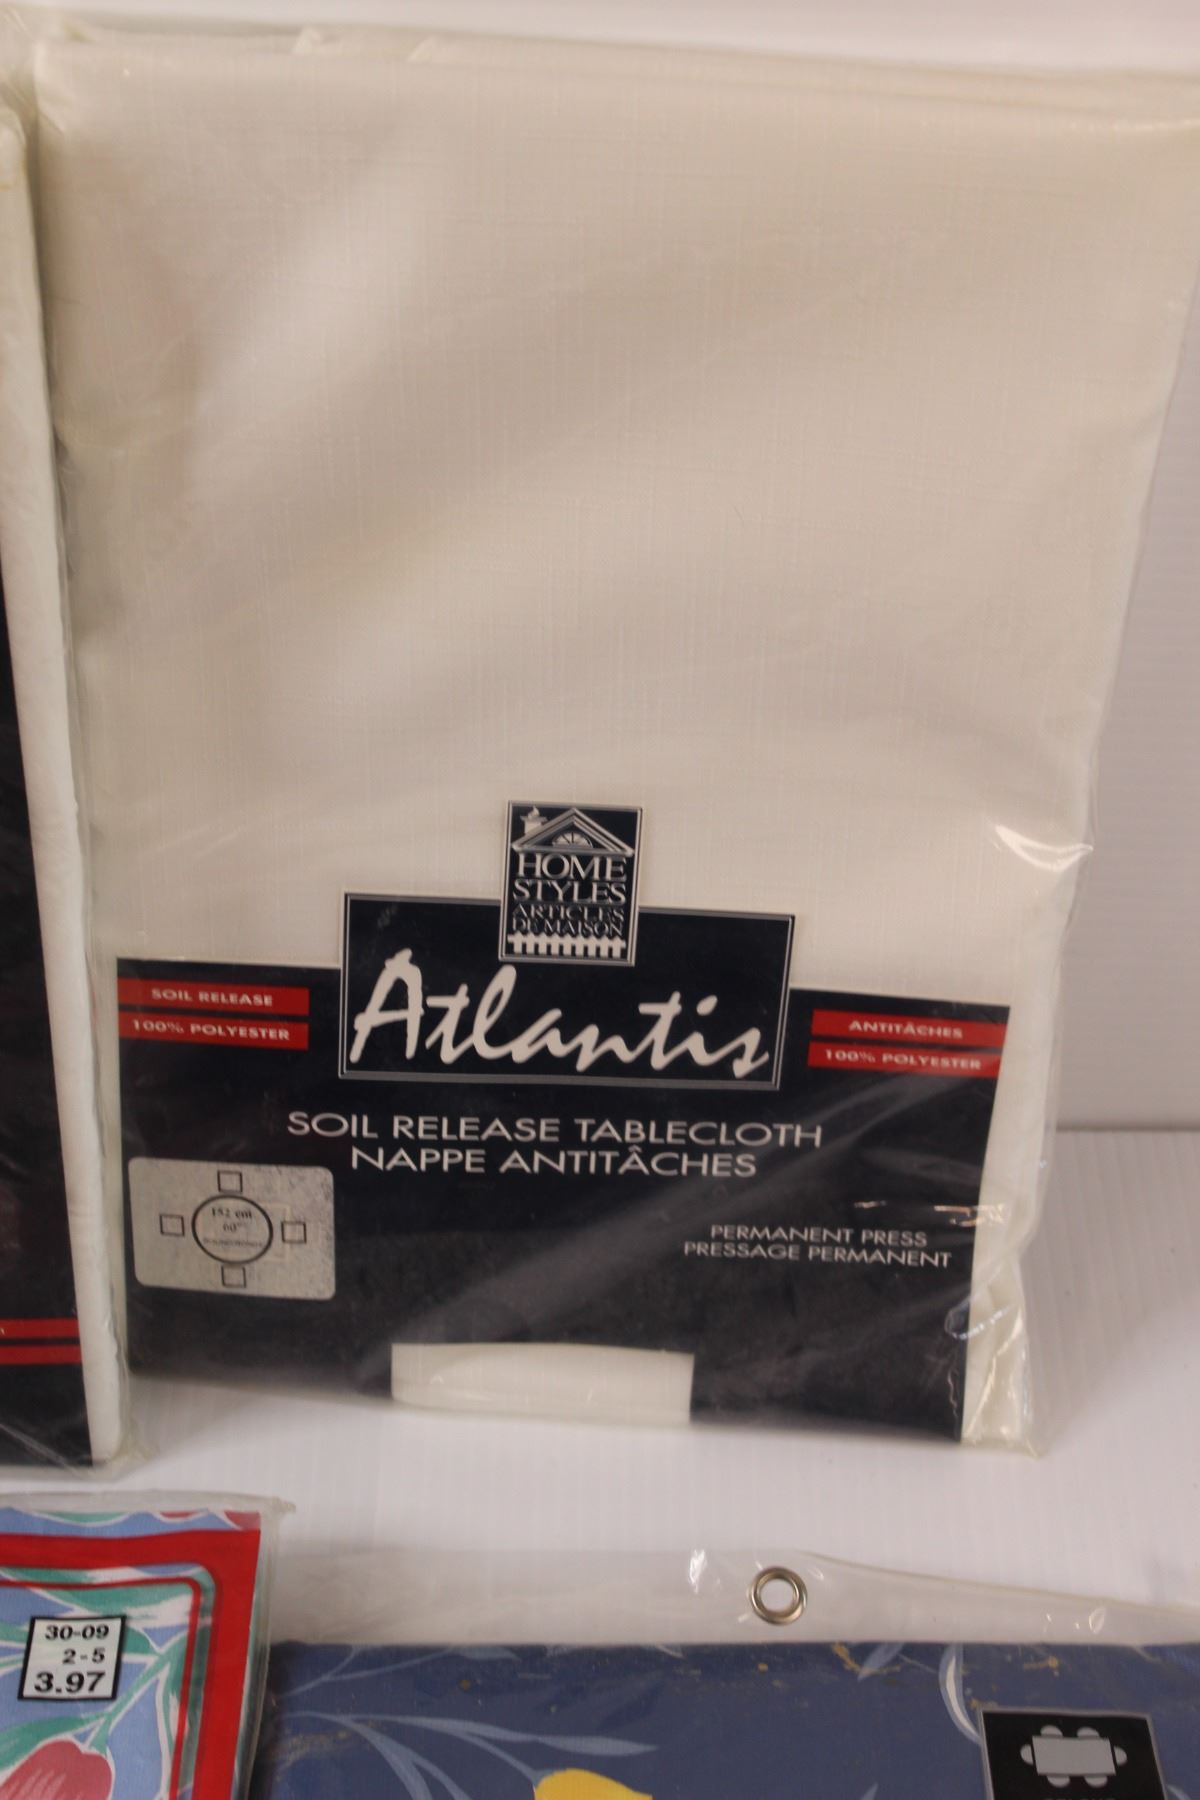 HOME
STYLES
ARTICLES
DE MAISON
Atlantis
SOIL RELEASE
100% POLYESTER
ANTITÂCHES
100% POLYESTER
SOIL RELEASE TABLECLOTH
NAPPE ANTITÂCHES
152 cm
60"
PERMANENT PRESS
PRESSAGE PERMANENT
30-09
2-5
3.97